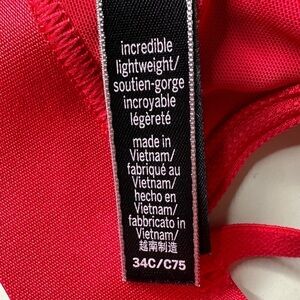 incredible
lightweight/
soutien-gorge
incroyable
légèreté
made in
Vietnam/
fabriqué au
Vietnam/
hecho en
Vietnam/
fabbricato in
Vietnam/
越南制造
34C/C75